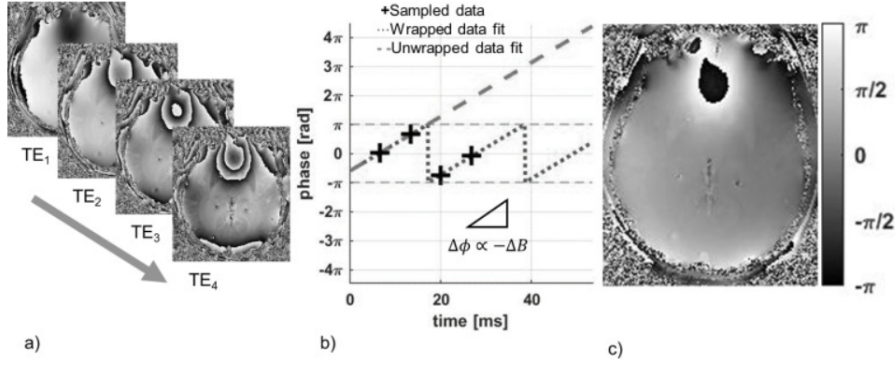 TE₁
TE₂
TE₃
TE₄
a)
+Sampled data
Wrapped data fit
Unwrapped data fit
phase [rad]
4π
3π
2π
π
0
-π
-2π
-3π
-4π
Δϕ ∝ −ΔB
0
20
40
time [ms]
b)
π
π/2
0
-π/2
-π
c)